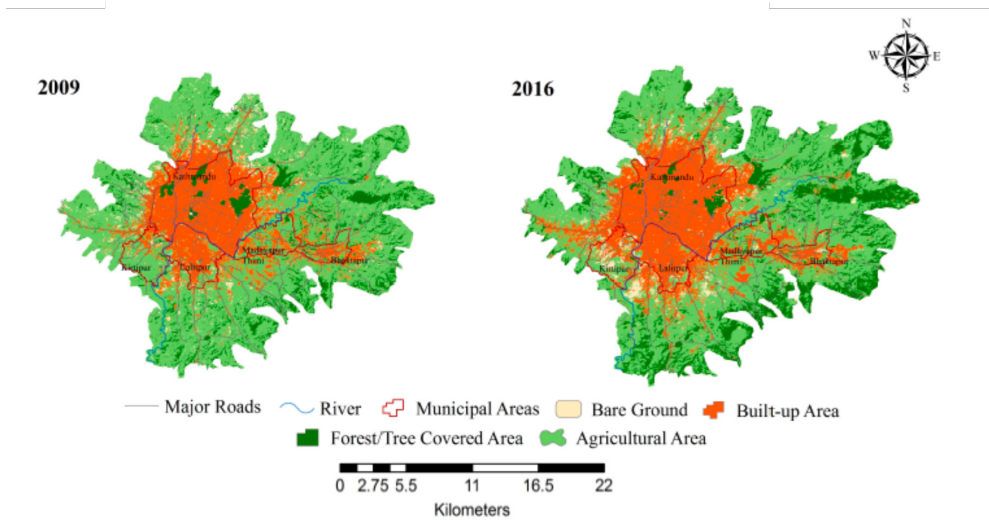 N
W E
S
2009
2016
Kathmandu
Kirtipur
Lalitpur
Madhyapur
Thimi
Bhaktapur
Kathmandu
Kirtipur
Lalitpur
Madhyapur
Thimi
Bhaktapur
Major Roads River Municipal Areas Bare Ground Built-up Area
Forest/Tree Covered Area Agricultural Area
0 2.75 5.5 11 16.5 22
Kilometers